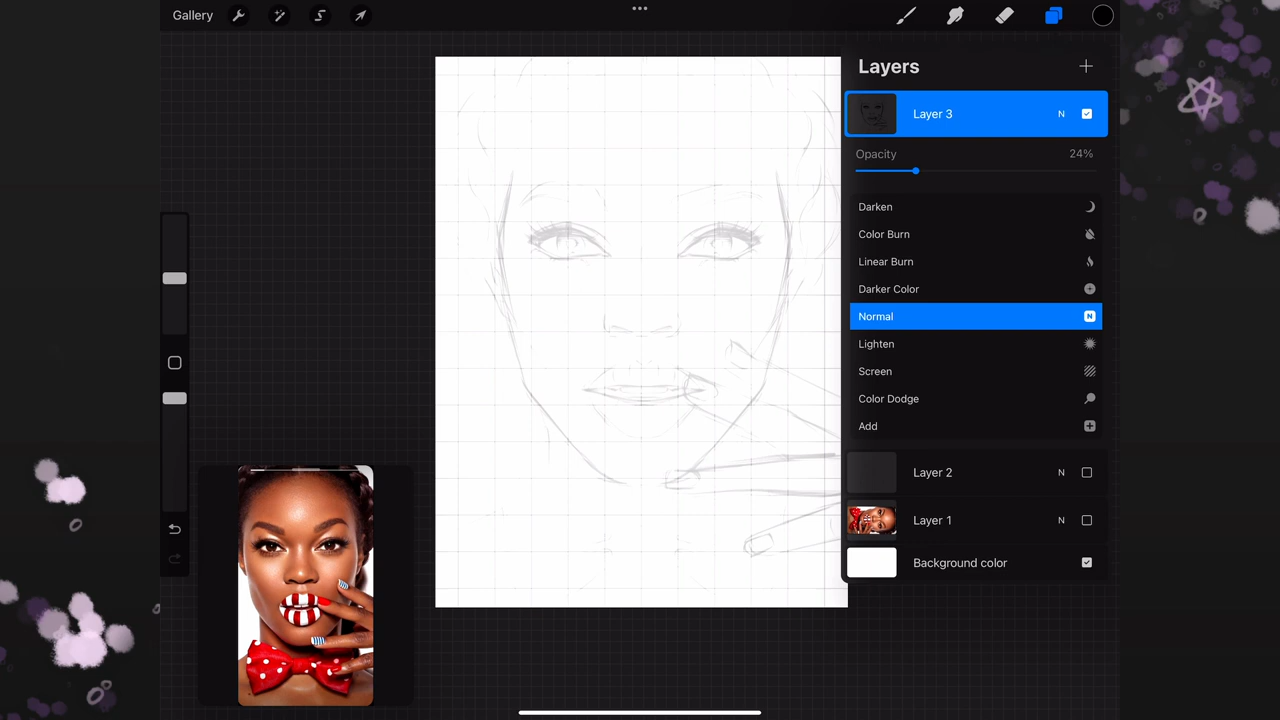 Gallery
Layers
Layer 3 N
Opacity 24%
Darken
Color Burn
Linear Burn
Darker Color
Normal N
Lighten
Screen
Color Dodge
Add
Layer 2 N
Layer 1 N
Background color